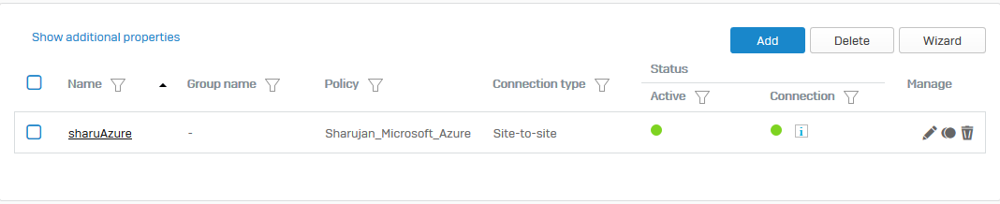 Show additional properties
Add Delete Wizard
Status
Name Group name Policy Connection type Manage
Active Connection
sharuAzure - Sharujan_Microsoft_Azure Site-to-site i